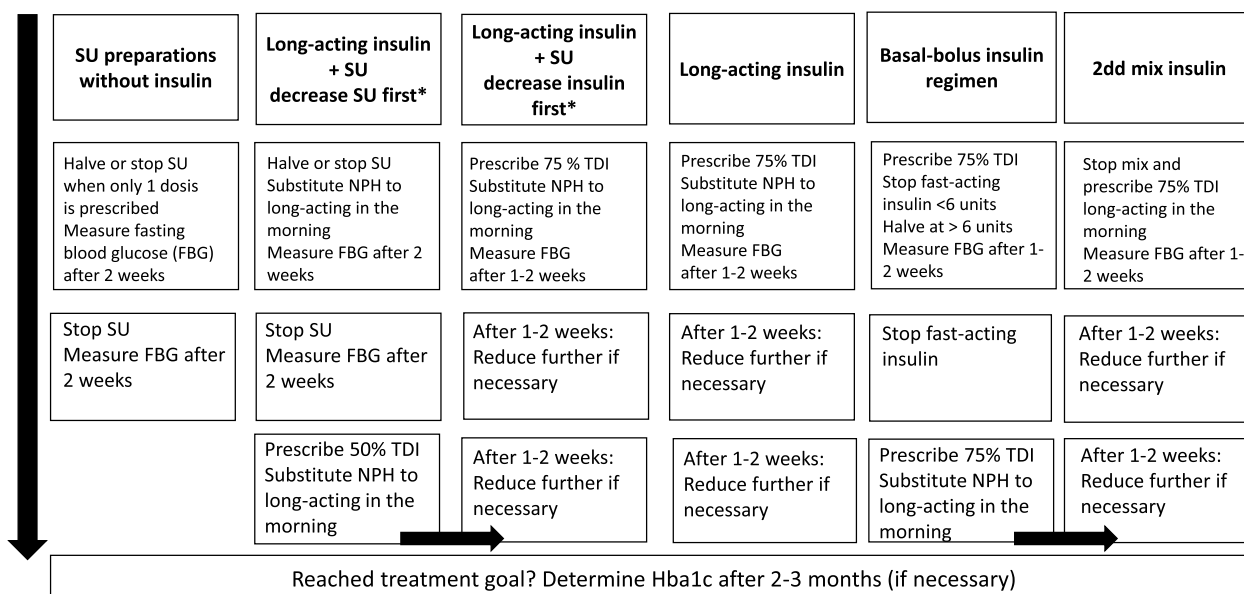 SU preparations
without insulin
Long-acting insulin
+ SU
decrease SU first*
Long-acting insulin
+ SU
decrease insulin
first*
Long-acting insulin
Basal-bolus insulin
regimen
2dd mix insulin
Halve or stop SU
when only 1 dosis
is prescribed
Measure fasting
blood glucose (FBG)
after 2 weeks
Halve or stop SU
Substitute NPH to
long-acting in the
morning
Measure FBG after 2
weeks
Prescribe 75 % TDI
Substitute NPH to
long-acting in the
morning
Measure FBG
after 1-2 weeks
Prescribe 75% TDI
Substitute NPH to
long-acting in the
morning
Measure FBG
after 1-2 weeks
Prescribe 75% TDI
Stop fast-acting
insulin <6 units
Halve at > 6 units
Measure FBG after 1-
2 weeks
Stop mix and
prescribe 75% TDI
long-acting in the
morning
Measure FBG after 1-
2 weeks
Stop SU
Measure FBG after
2 weeks
Stop SU
Measure FBG after
2 weeks
After 1-2 weeks:
Reduce further if
necessary
After 1-2 weeks:
Reduce further if
necessary
Stop fast-acting
insulin
After 1-2 weeks:
Reduce further if
necessary
Prescribe 50% TDI
Substitute NPH to
long-acting in the
morning
After 1-2 weeks:
Reduce further if
necessary
After 1-2 weeks:
Reduce further if
necessary
Prescribe 75% TDI
Substitute NPH to
long-acting in the
morning
After 1-2 weeks:
Reduce further if
necessary
Reached treatment goal? Determine Hba1c after 2-3 months (if necessary)